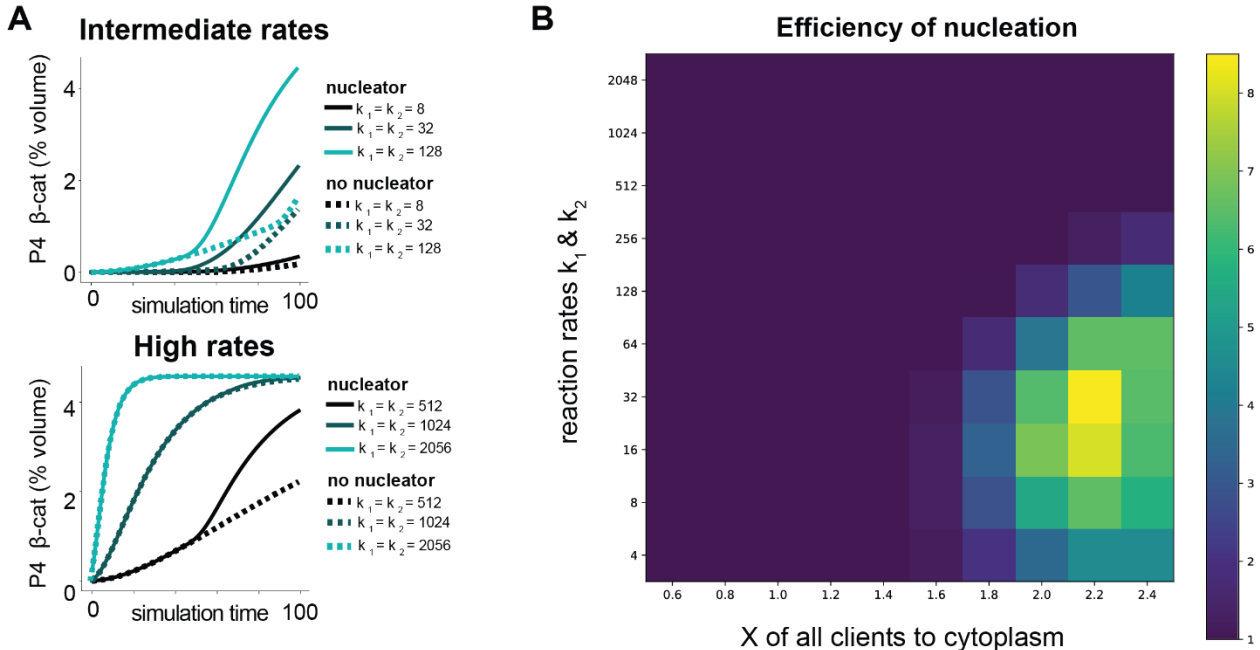 A
Intermediate rates
P4 β-cat (% volume)
4
2
0
0
100
simulation time
nucleator
k₁ = k₂ = 8
k₁ = k₂ = 32
k₁ = k₂ = 128
no nucleator
k₁ = k₂ = 8
k₁ = k₂ = 32
k₁ = k₂ = 128
High rates
P4 β-cat (% volume)
4
2
0
0
100
simulation time
nucleator
k₁ = k₂ = 512
k₁ = k₂ = 1024
k₁ = k₂ = 2056
no nucleator
k₁ = k₂ = 512
k₁ = k₂ = 1024
k₁ = k₂ = 2056
B
Efficiency of nucleation
reaction rates k₁ & k₂
2048
1024
512
256
128
64
32
16
8
4
0.6 0.8 1.0 1.2 1.4 1.6 1.8 2.0 2.2 2.4
X of all clients to cytoplasm
8
7
6
5
4
3
2
1